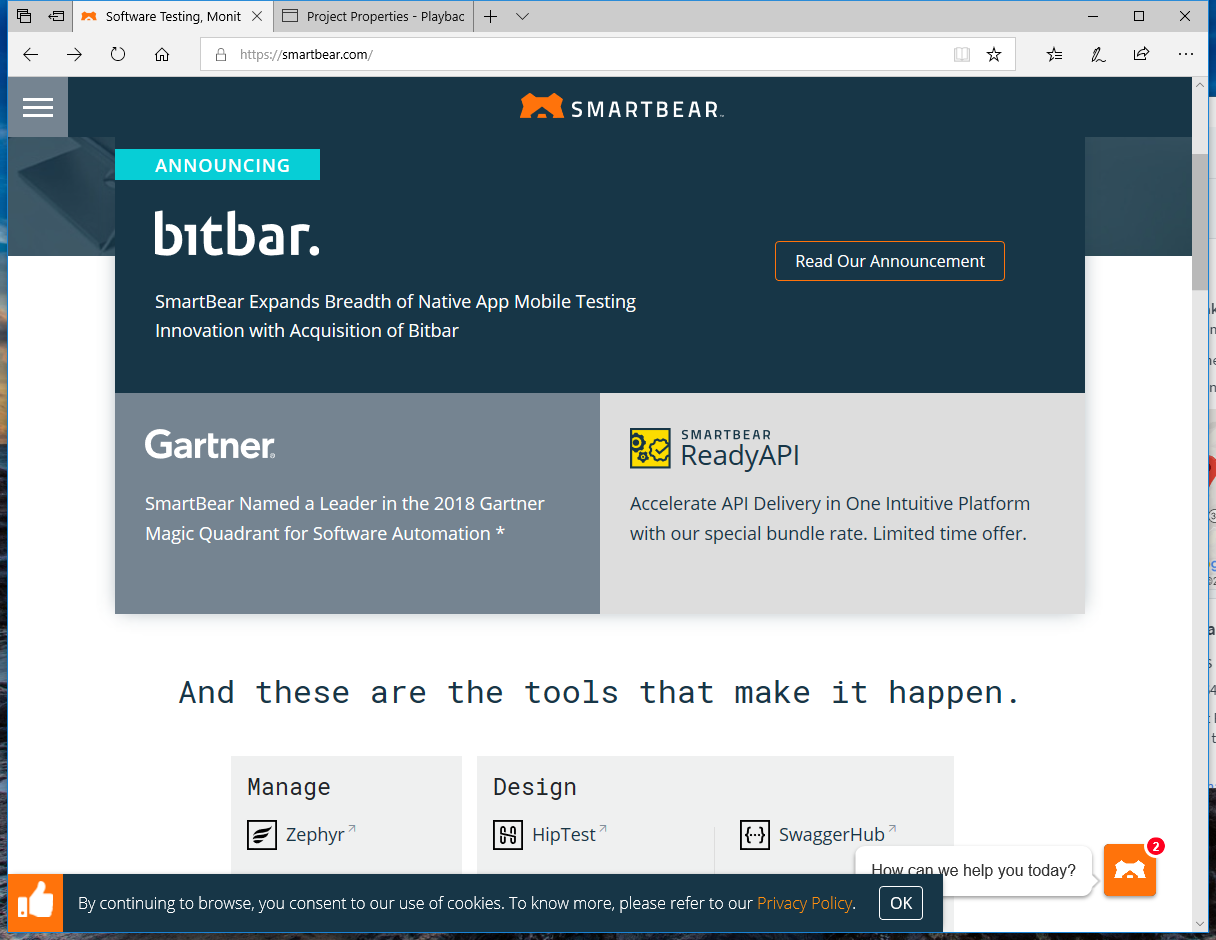 Software Testing, Monit
Project Properties - Playbac
https://smartbear.com/
SMARTBEAR
ANNOUNCING
bitbar.
Read Our Announcement
SmartBear Expands Breadth of Native App Mobile Testing
Innovation with Acquisition of Bitbar
Gartner
SmartBear Named a Leader in the 2018 Gartner
Magic Quadrant for Software Automation *
SMARTBEAR
ReadyAPI
Accelerate API Delivery in One Intuitive Platform
with our special bundle rate. Limited time offer.
And these are the tools that make it happen.
Manage
Zephyr
Design
HipTest
SwaggerHub
How can we help you today?
2
By continuing to browse, you consent to our use of cookies. To know more, please refer to our Privacy Policy.
OK